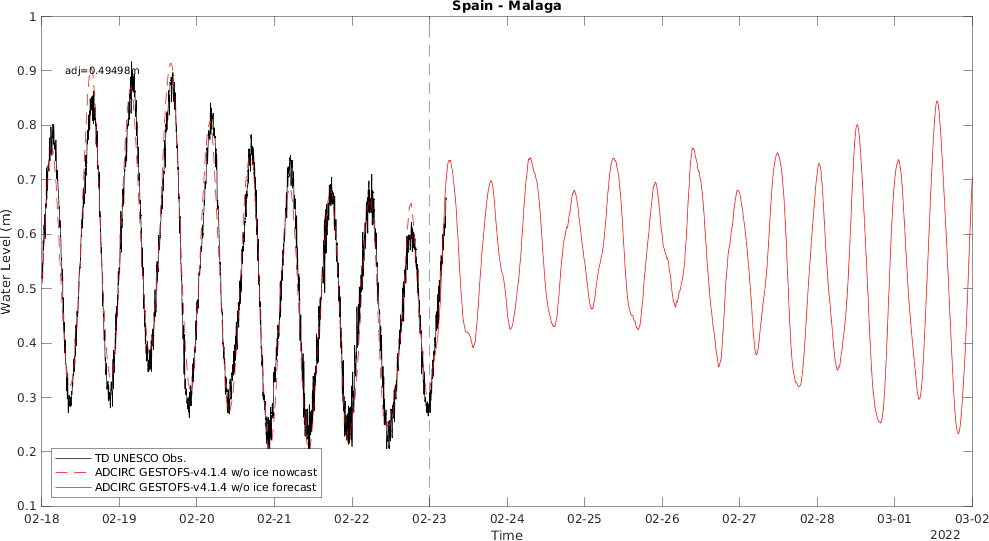 Spain - Malaga
adj=0.49498m
Water Level (m)
1
0.9
0.8
0.7
0.6
0.5
0.4
0.3
0.2
0.1
TD UNESCO Obs.
ADCIRC GESTOFS-v4.1.4 w/o ice nowcast
ADCIRC GESTOFS-v4.1.4 w/o ice forecast
02-18 02-19 02-20 02-21 02-22 02-23 02-24 02-25 02-26 02-27 02-28 03-01 03-02
Time
2022